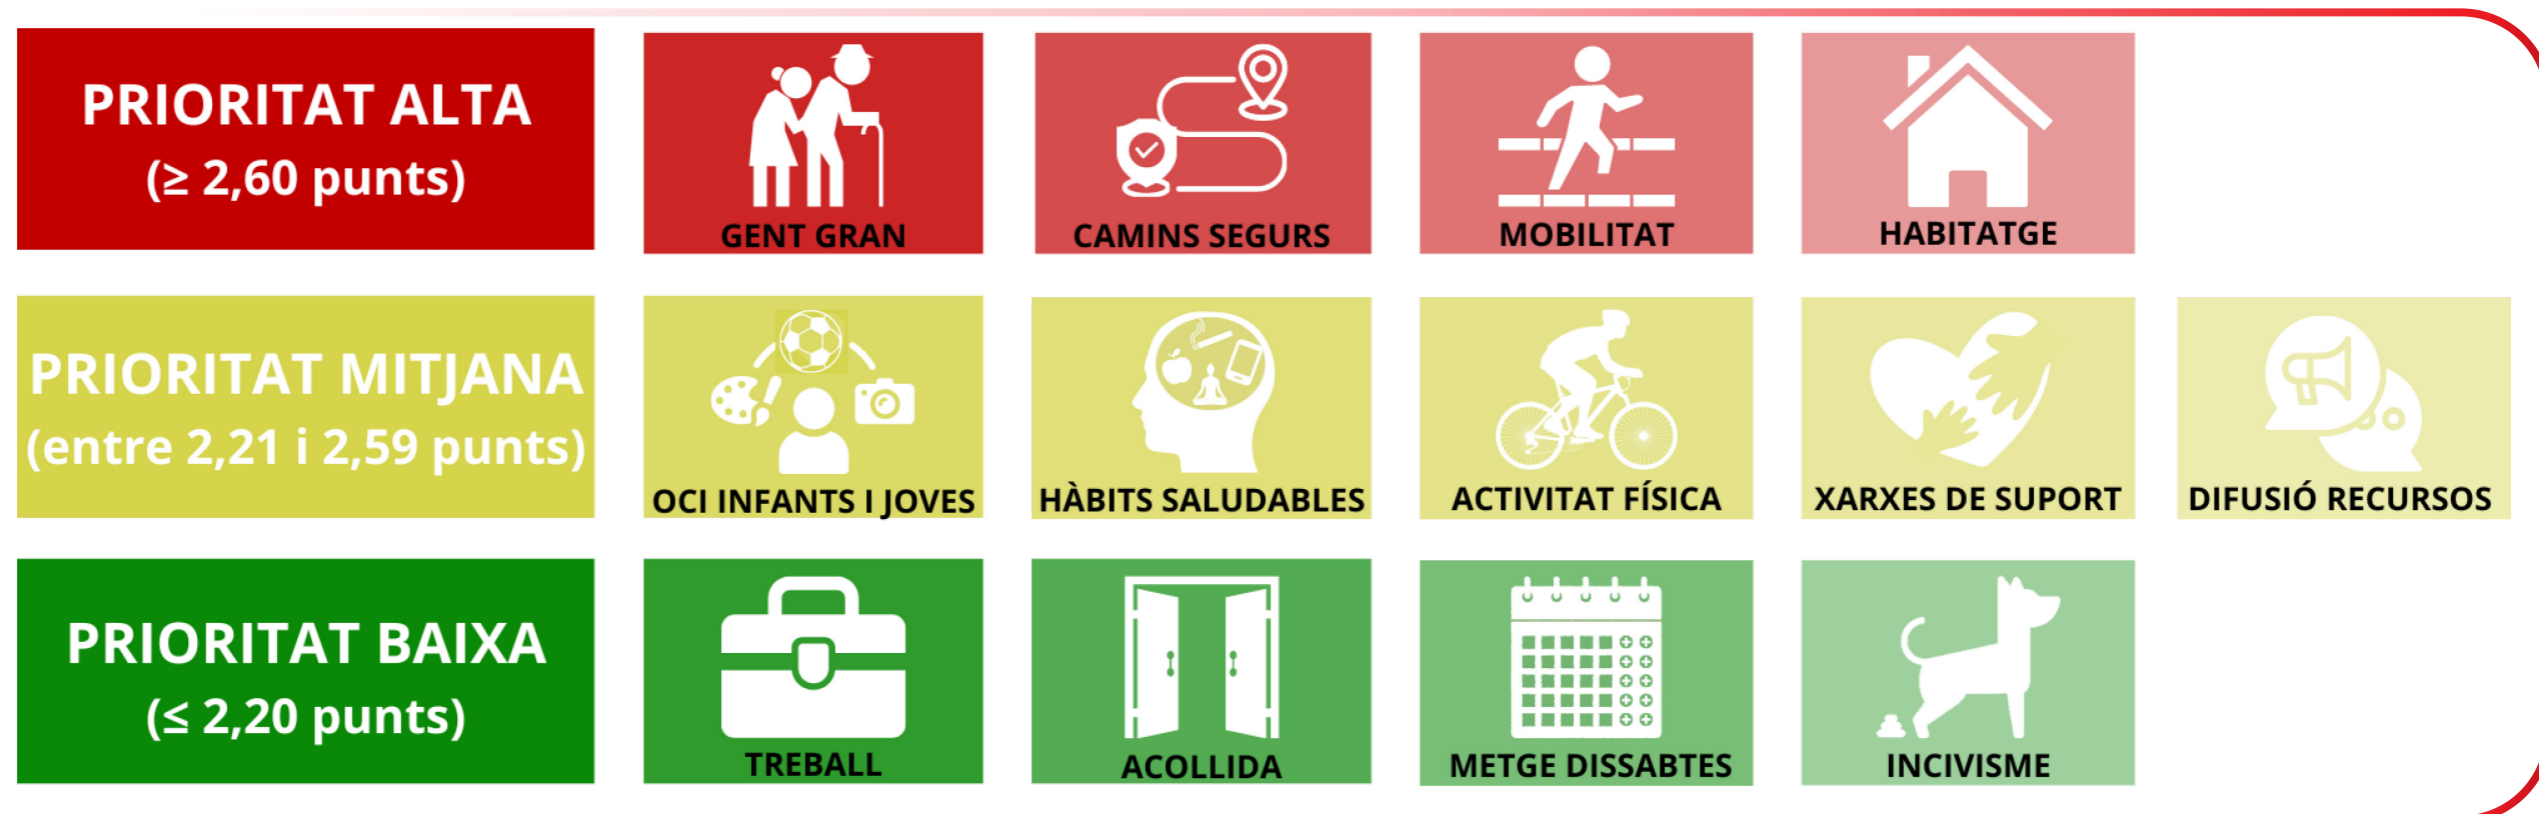 PRIORITAT ALTA
(≥ 2,60 punts)
GENT GRAN
CAMINS SEGURS
MOBILITAT
HABITATGE
PRIORITAT MITJANA
(entre 2,21 i 2,59 punts)
OCI INFANTS I JOVES
HÀBITS SALUDABLES
ACTIVITAT FÍSICA
XARXES DE SUPORT
DIFUSIÓ RECURSOS
PRIORITAT BAIXA
(≤ 2,20 punts)
TREBALL
ACOLLIDA
METGE DISSABTES
INCIVISME